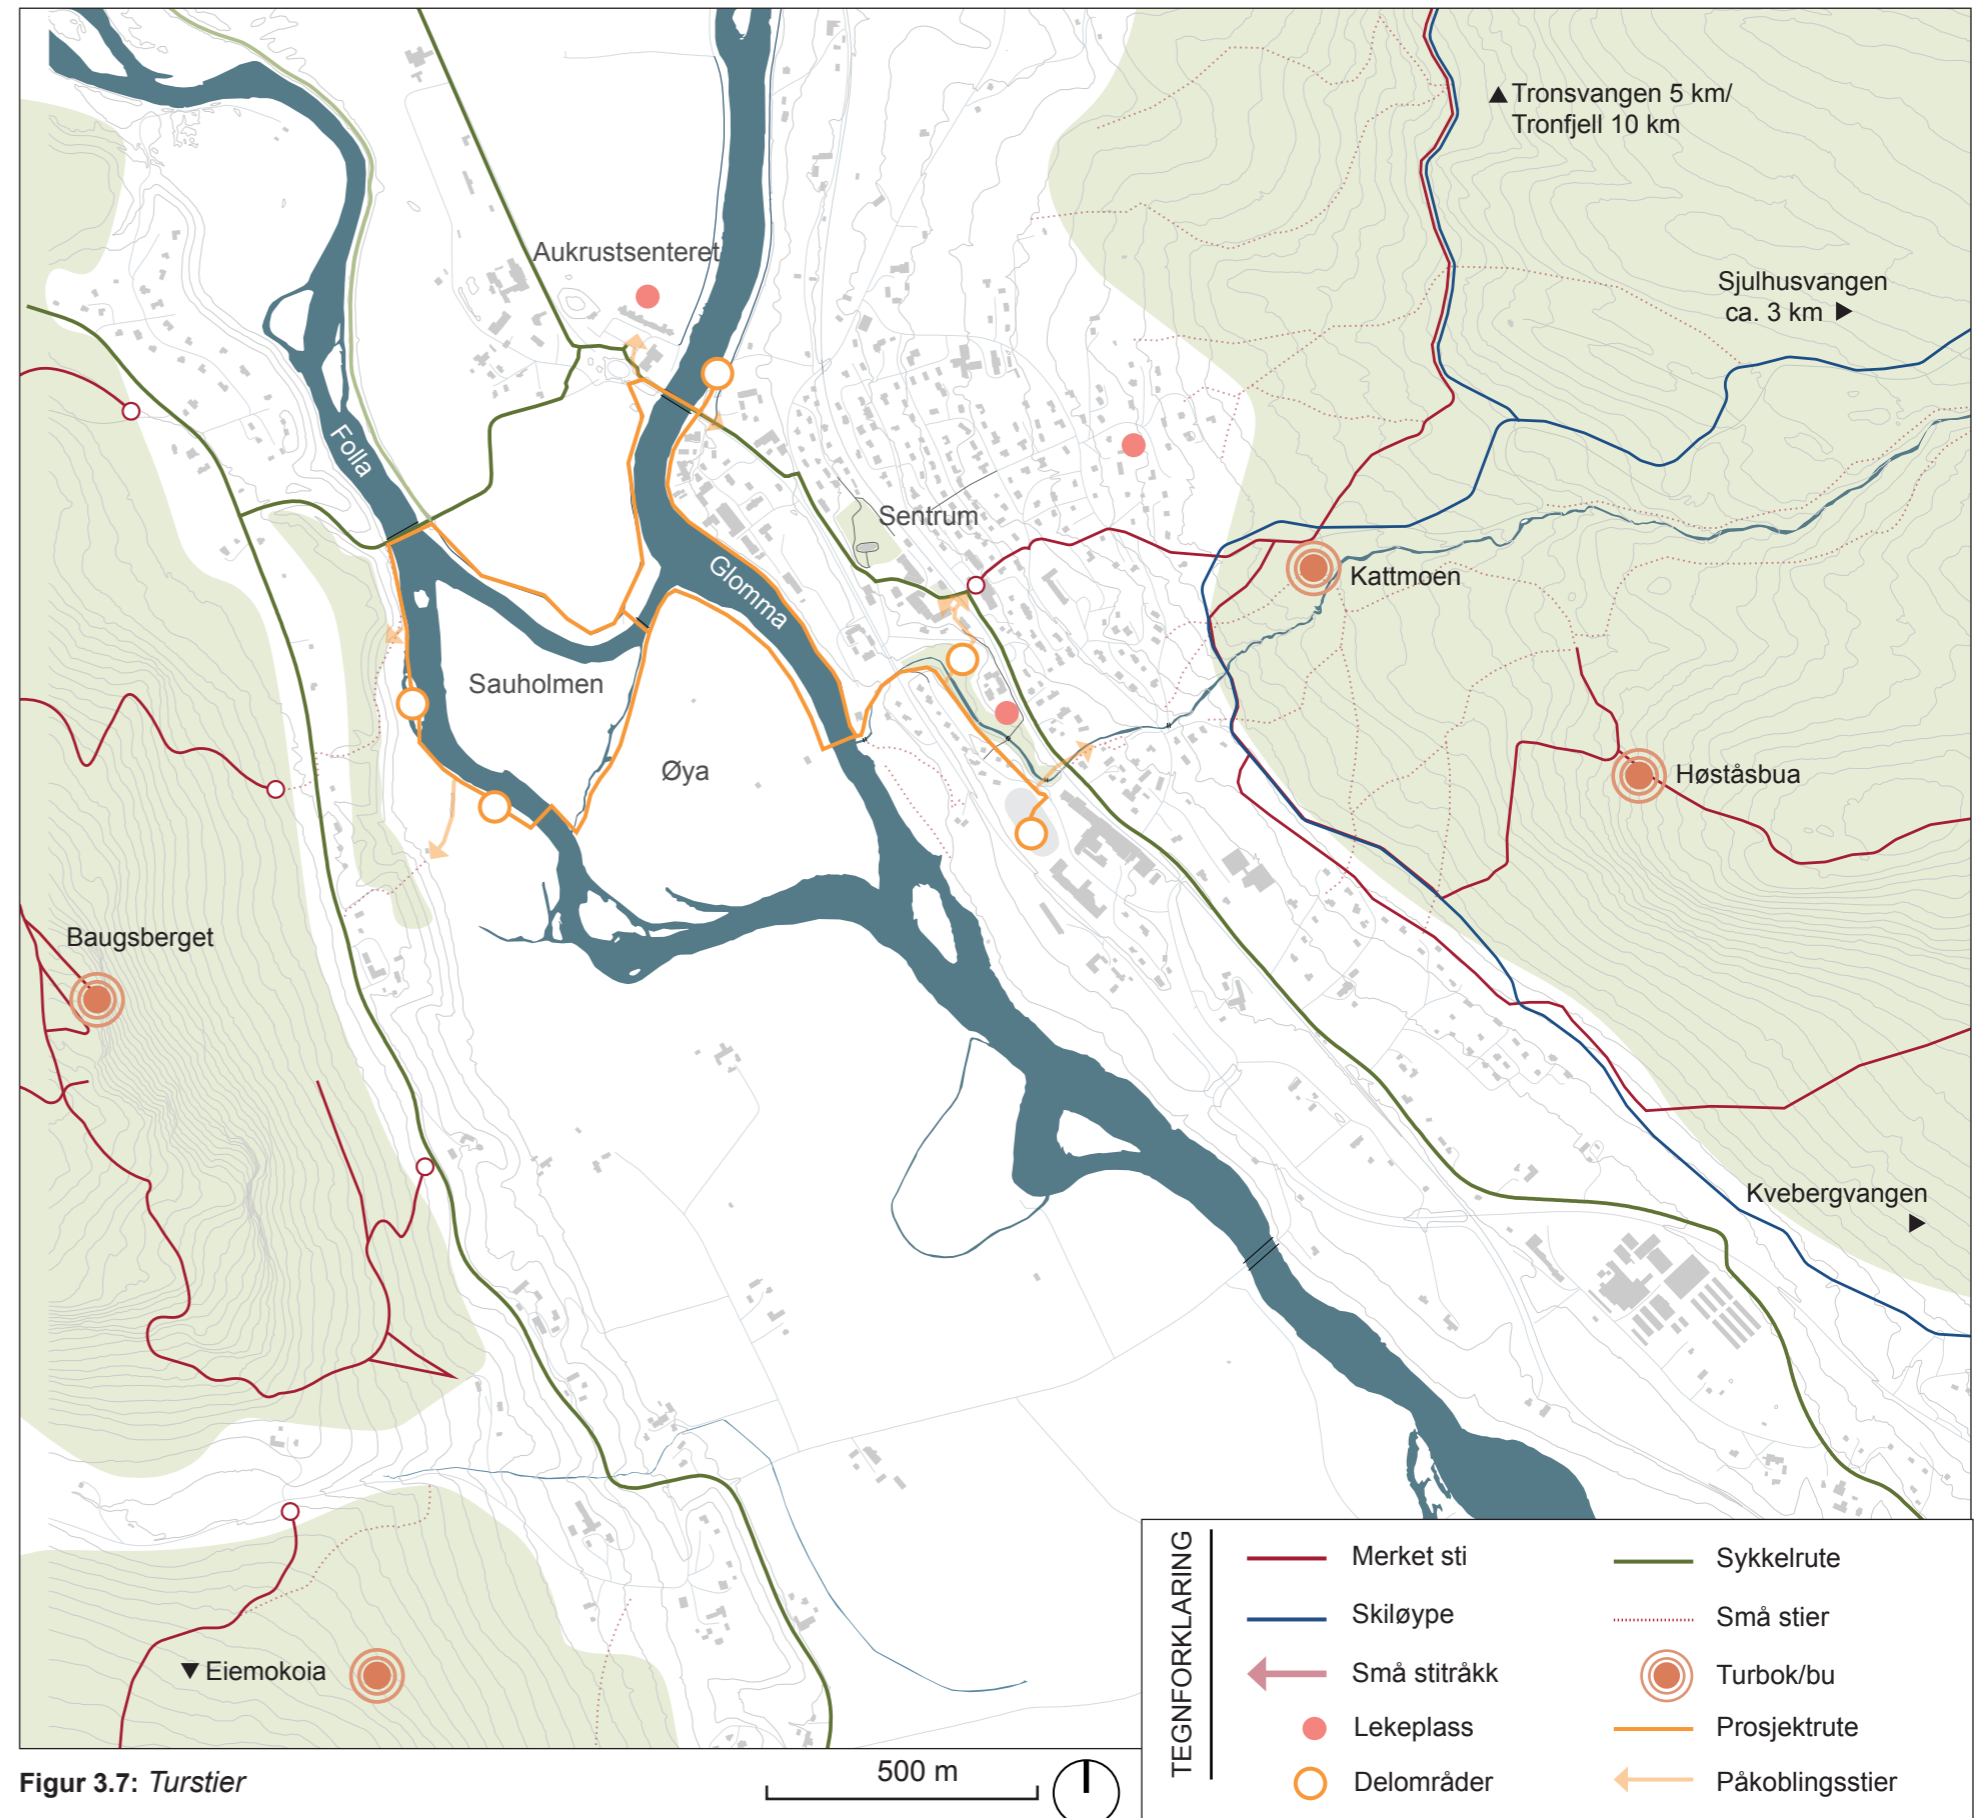 ▲ Tronsvangen 5 km/
Tronfjell 10 km
Aukrustsenteret
Sjulhusvangen
ca. 3 km ▶
Folla
Sentrum
Glomma
Kattmoen
Sauholmen
Øya
Høståsbua
Baugsberget
Kvebergvangen
▶
▼ Eiemokoia
TEGNFORKLARING
Merket sti
Skiløype
Små stitråkk
Lekeplass
Delområder
Sykkelrute
Små stier
Turbok/bu
Prosjektrute
Påkoblingsstier
500 m
Figur 3.7: Turstier